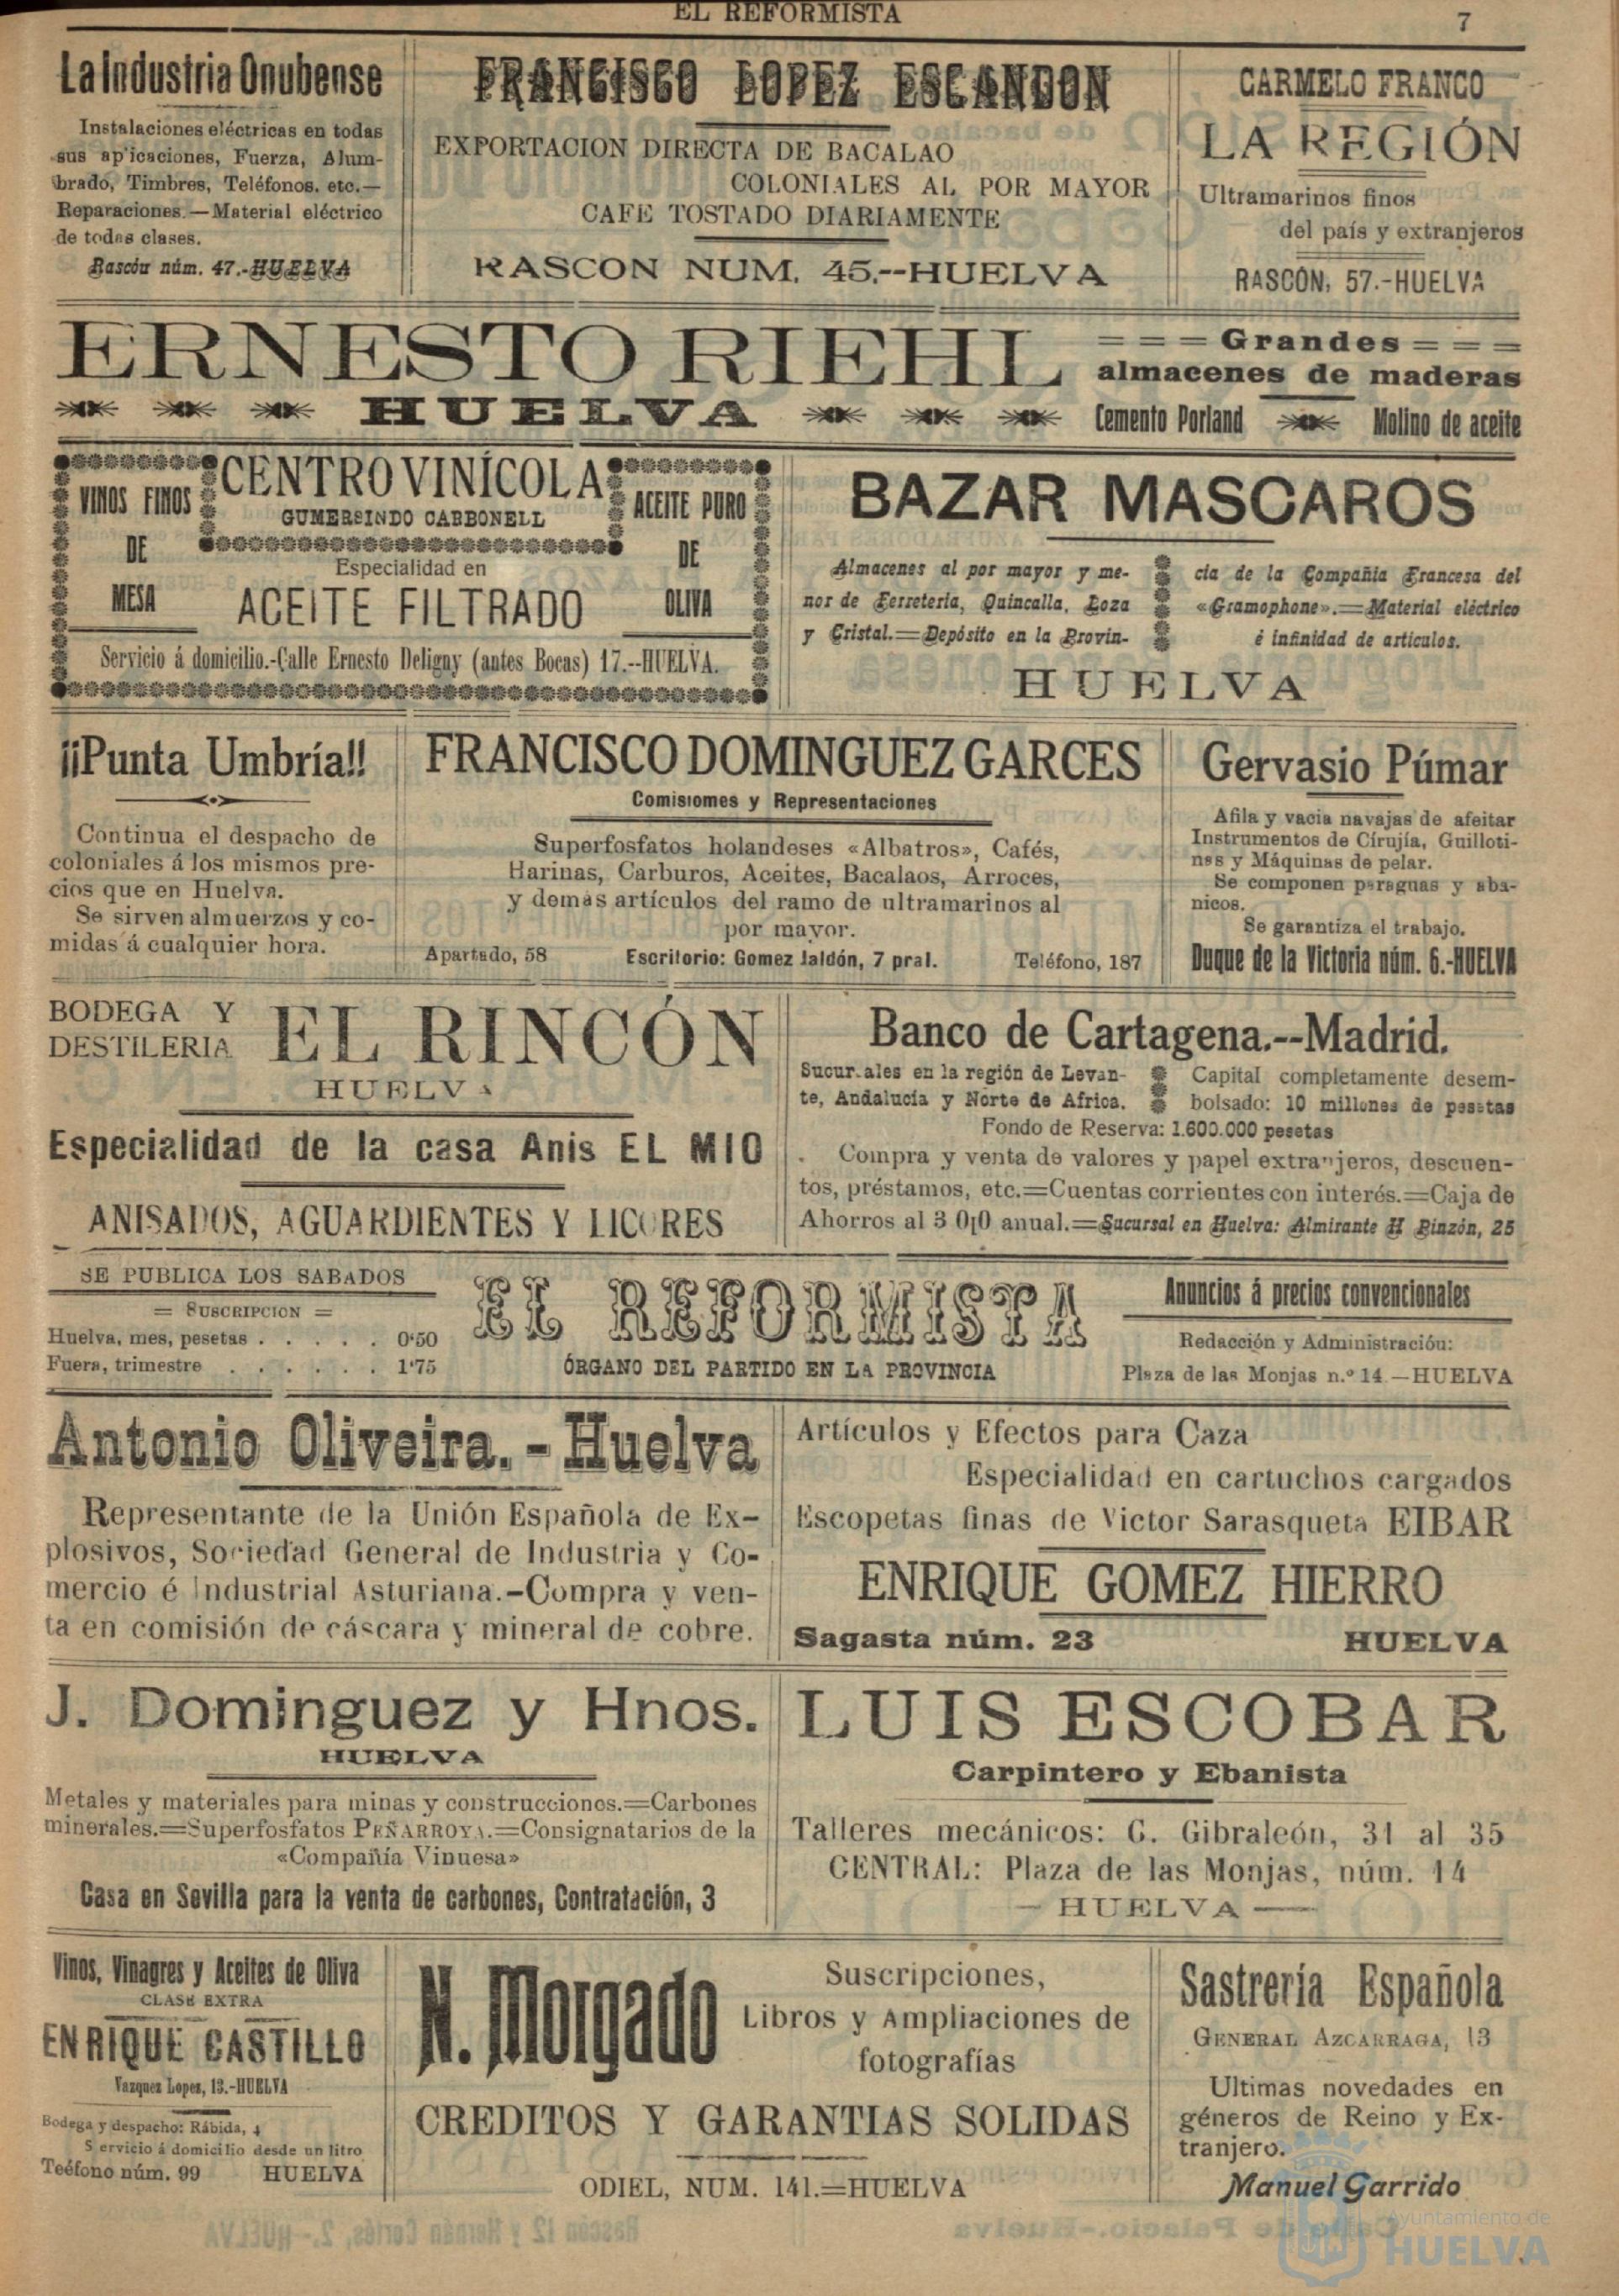 EL REFORMISTA
7
La Industria Onubense
Instalaciones eléctricas en todas
sus ap'icaciones, Fuerza, Alum-
brado, Timbres, Teléfonos. etc.—
Reparaciones.—Material eléctrico
de todas clases.
Rascón núm. 47.-HUELVA
FRANCISCO LOPEZ ESCANDON
EXPORTACION DIRECTA DE BACALAO
COLONIALES AL POR MAYOR
CAFE TOSTADO DIARIAMENTE
RASCON NUM. 45.--HUELVA
CARMELO FRANCO
LA REGIÓN
Ultramarinos finos
del país y extranjeros
RASCÓN, 57.-HUELVA
ERNESTO RIEHL
HUELVA
= = = Grandes = = =
almacenes de maderas
Cemento Porland Molino de aceite
VINOS FINOS
DE
MESA
CENTRO VINÍCOLA
GUMERSINDO CARBONELL
Especialidad en
ACEITE FILTRADO
ACEITE PURO
DE
OLIVA
Servicio á domicilio.-Calle Ernesto Deligny (antes Bocas) 17.--HUELVA.
BAZAR MASCAROS
Almacenes al por mayor y me-
nor de Ferreteria, Quincalla, Loza
y Cristal.=Depósito en la Provin-
cia de la Compañia Francesa del
«Gramophone».=Material eléctrico
é infinidad de articulos.
HUELVA
¡¡Punta Umbría!!
Continua el despacho de
coloniales á los mismos pre-
cios que en Huelva.
Se sirven almuerzos y co-
midas á cualquier hora.
FRANCISCO DOMINGUEZ GARCES
Comisiomes y Representaciones
Superfosfatos holandeses «Albatros», Cafés,
Harinas, Carburos, Aceites, Bacalaos, Arroces,
y demás artículos del ramo de ultramarinos al
por mayor.
Apartado, 58 Escritorio: Gomez Jaldón, 7 pral. Teléfono, 187
Gervasio Púmar
Afila y vacia navajas de afeitar
Instrumentos de Círujía, Guilloti-
nas y Máquinas de pelar.
Se componen paraguas y aba-
nicos.
Se garantiza el trabajo.
Duque de la Victoria núm. 6.-HUELVA
BODEGA Y
DESTILERIA
EL RINCÓN
HUELVA
Especialidad de la casa Anis EL MIO
ANISADOS, AGUARDIENTES Y LICORES
Banco de Cartagena.--Madrid.
Sucursales en la región de Levan-
te, Andalucía y Norte de Africa.
Capital completamente desem-
bolsado: 10 millones de pesetas
Fondo de Reserva: 1.600.000 pesetas
Compra y venta de valores y papel extranjeros, descuen-
tos, préstamos, etc.=Cuentas corrientes con interés.=Caja de
Ahorros al 3 0¡0 anual.=Sucursal en Huelva: Almirante H Pinzón, 25
SE PUBLICA LOS SABADOS
= SUSCRIPCION =
Huelva, mes, pesetas . . . . . 0'50
Fuera, trimestre . . . . . . 1'75
EL REFORMISTA
ÓRGANO DEL PARTIDO EN LA PROVINCIA
Anuncios á precios convencionales
Redacción y Administración:
Plaza de las Monjas n.º 14.—HUELVA
Antonio Oliveira.-Huelva
Representante de la Unión Española de Ex-
plosivos, Sociedad General de Industria y Co-
mercio é Industrial Asturiana.-Compra y ven-
ta en comisión de cáscara y mineral de cobre.
Artículos y Efectos para Caza
Especialidad en cartuchos cargados
Escopetas finas de Victor Sarasqueta EIBAR
ENRIQUE GOMEZ HIERRO
Sagasta núm. 23 HUELVA
J. Dominguez y Hnos.
HUELVA
Metales y materiales para minas y construcciones.=Carbones
minerales.=Superfosfatos PEÑARROYA.=Consignatarios de la
«Compañía Vinuesa»
Casa en Sevilla para la venta de carbones, Contratación, 3
LUIS ESCOBAR
Carpintero y Ebanista
Talleres mecánicos: C. Gibraleón, 31 al 35
CENTRAL: Plaza de las Monjas, núm. 14
— HUELVA —
Vinos, Vinagres y Aceites de Oliva
CLASE EXTRA
ENRIQUE CASTILLO
Vazquez Lopez, 13.-HUELVA
Bodega y despacho: Rábida, 4
Servicio á domicilio desde un litro
Teéfono núm. 99 HUELVA
N. Morgado
Suscripciones,
Libros y Ampliaciones de
fotografías
CREDITOS Y GARANTIAS SOLIDAS
ODIEL, NUM. 141.=HUELVA
Sastrería Española
GENERAL AZCARRAGA, 13
Ultimas novedades en
géneros de Reino y Ex-
tranjero.
Manuel Garrido
Ayuntamiento de
HUELVA